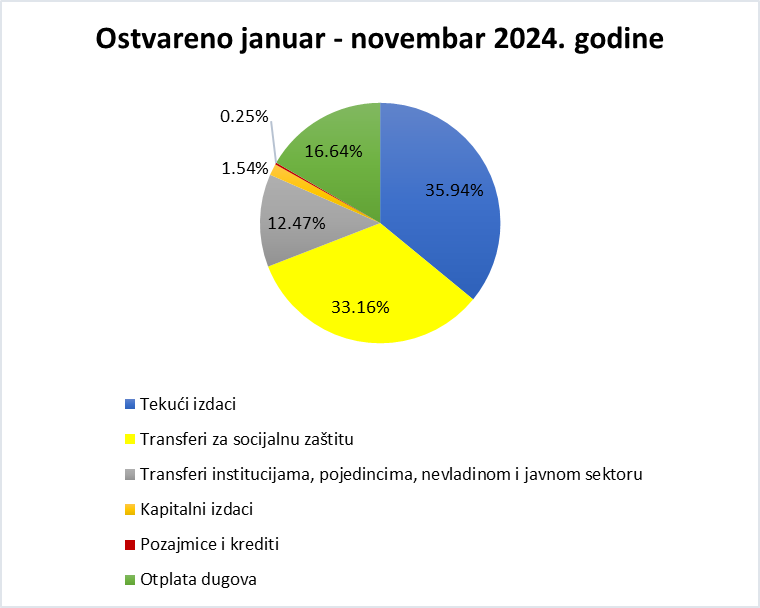 Ostvareno januar - novembar 2024. godine
0.25%
16.64%
1.54%
35.94%
12.47%
33.16%
Tekući izdaci
Transferi za socijalnu zaštitu
Transferi institucijama, pojedincima, nevladinom i javnom sektoru
Kapitalni izdaci
Pozajmice i krediti
Otplata dugova